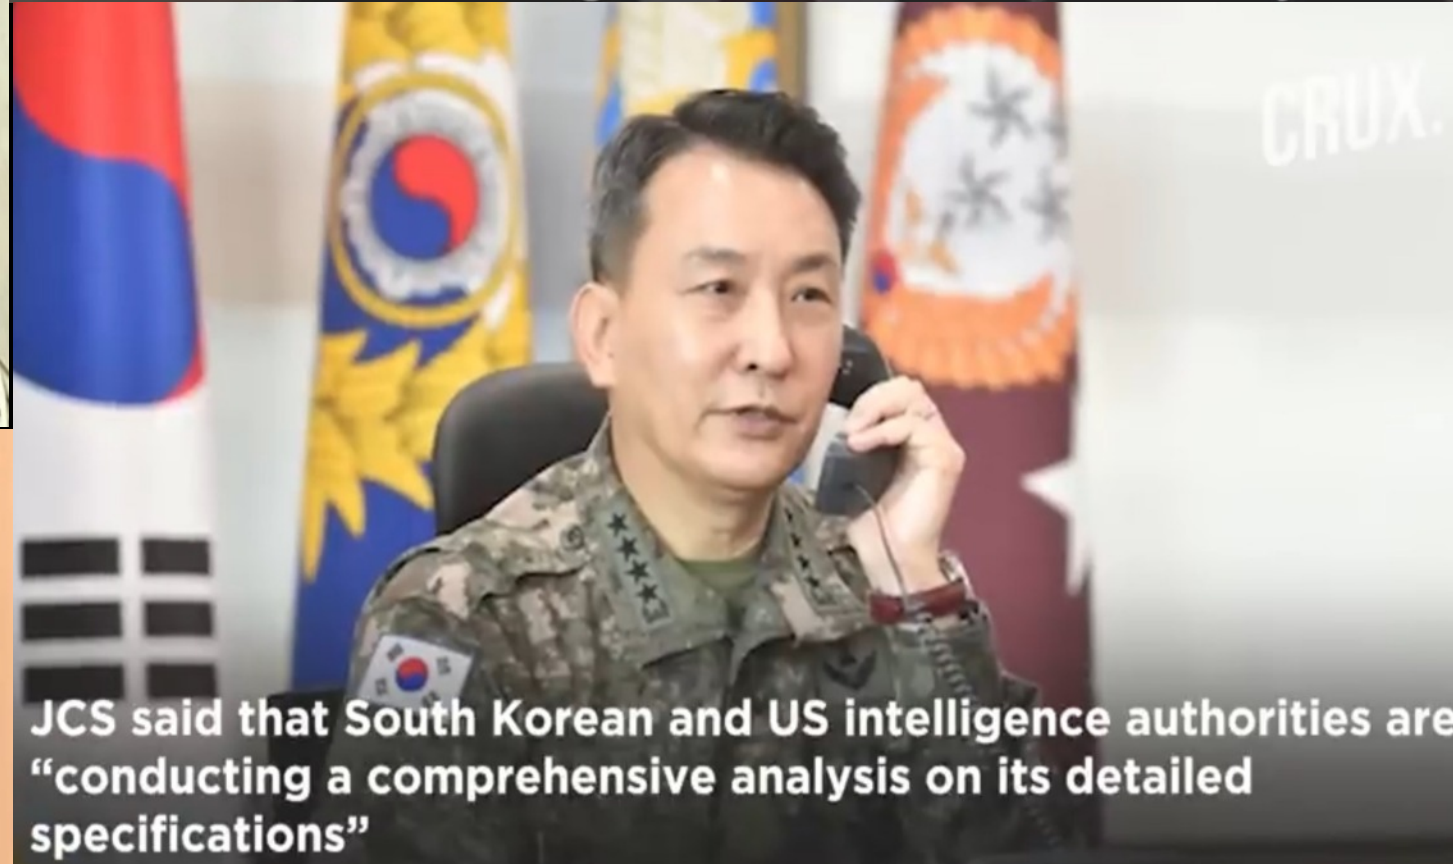 CRUX.
JCS said that South Korean and US intelligence authorities are
“conducting a comprehensive analysis on its detailed
specifications”